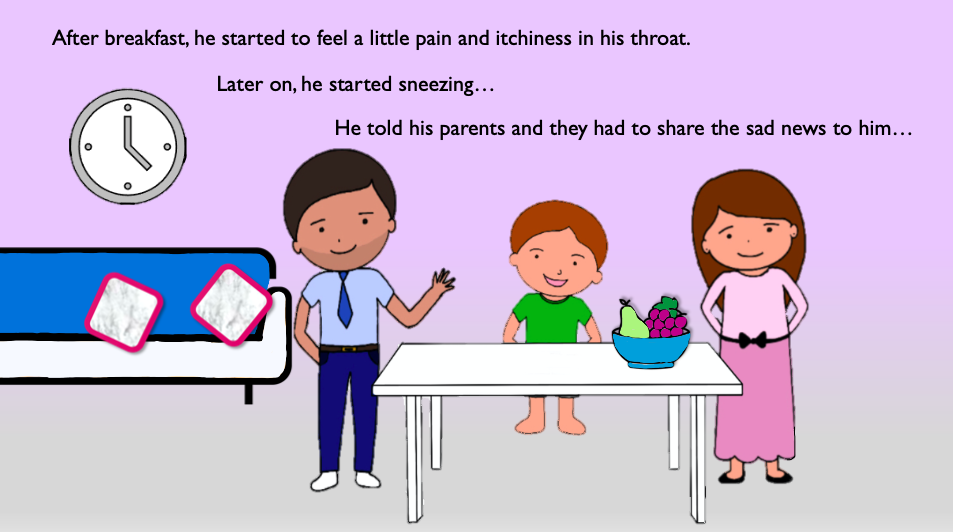 After breakfast, he started to feel a little pain and itchiness in his throat.
Later on, he started sneezing…
He told his parents and they had to share the sad news to him…